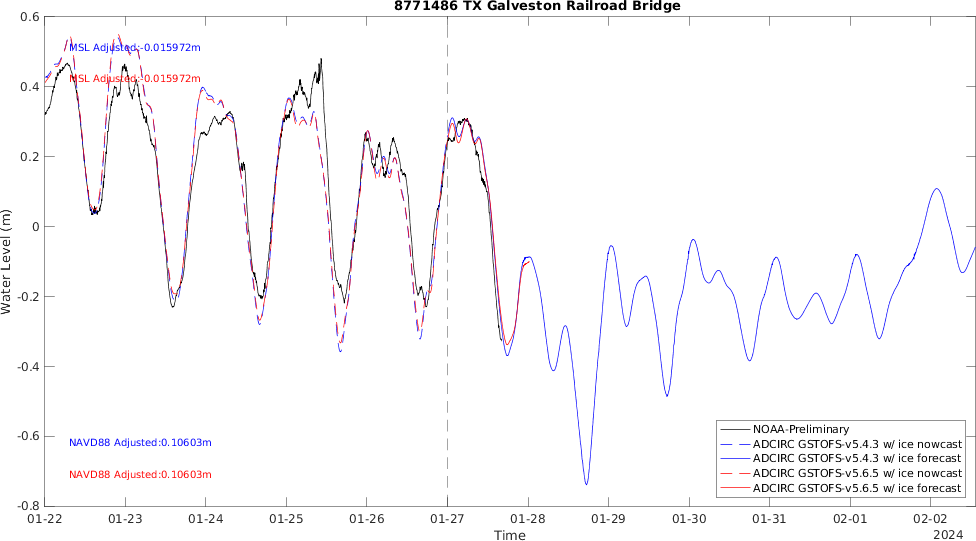 8771486 TX Galveston Railroad Bridge
0.6
MSL Adjusted:-0.015972m
MSL Adjusted:-0.015972m
0.4
0.2
0
-0.2
-0.4
-0.6
-0.8
Water Level (m)
NAVD88 Adjusted:0.10603m
NAVD88 Adjusted:0.10603m
NOAA-Preliminary
ADCIRC GSTOFS-v5.4.3 w/ ice nowcast
ADCIRC GSTOFS-v5.4.3 w/ ice forecast
ADCIRC GSTOFS-v5.6.5 w/ ice nowcast
ADCIRC GSTOFS-v5.6.5 w/ ice forecast
01-22 01-23 01-24 01-25 01-26 01-27 01-28 01-29 01-30 01-31 02-01 02-02
Time
2024